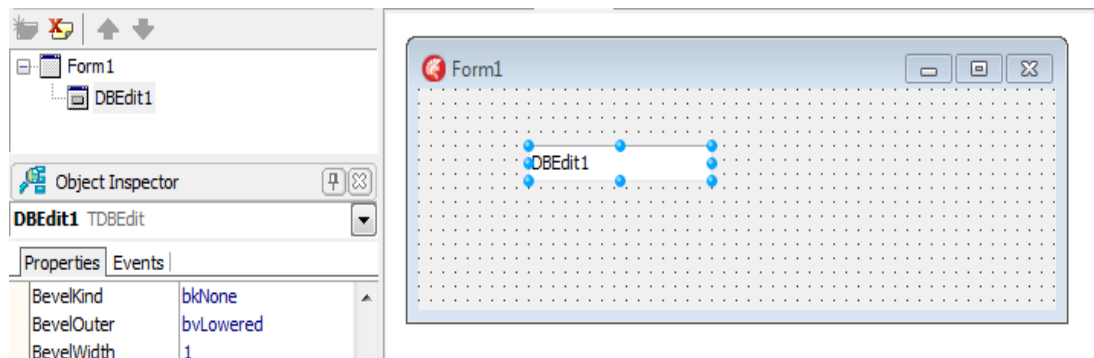 Form1
DBEdit1
Object Inspector
DBEdit1 TDBEdit
Properties Events
BevelKind bkNone
BevelOuter bvLowered
BevelWidth 1
Form1
DBEdit1